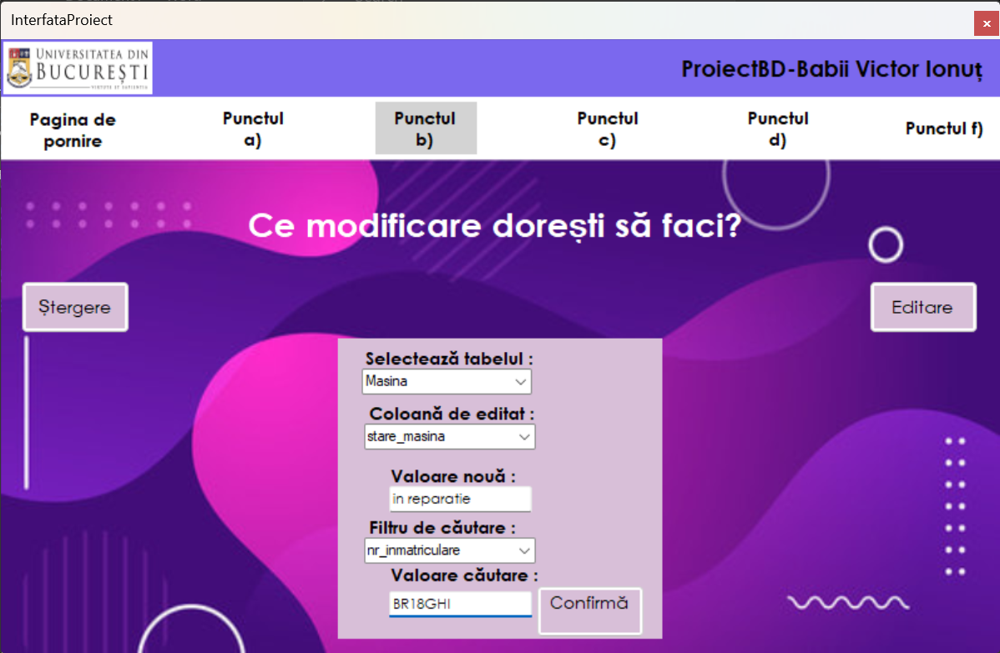 InterfataProiect
UNIVERSITATEA DIN
BUCUREȘTI
VIRTUTE ET SAPIENTIA
ProiectBD-Babii Victor Ionuț
Pagina de
pornire
Punctul
a)
Punctul
b)
Punctul
c)
Punctul
d)
Punctul f)
Ce modificare dorești să faci?
Ștergere
Editare
Selectează tabelul :
Masina
Coloană de editat :
stare_masina
Valoare nouă :
in reparatie
Filtru de căutare :
nr_inmatriculare
Valoare căutare :
BR18GHI
Confirmă